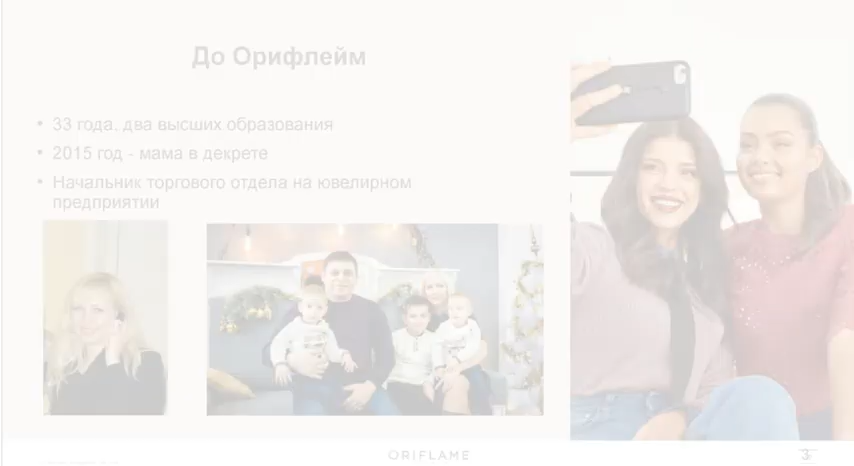 До Орифлейм
• 33 года, два высших образования
• 2015 год - мама в декрете
• Начальник торгового отдела на ювелирном
предприятии
ORIFLAME
3